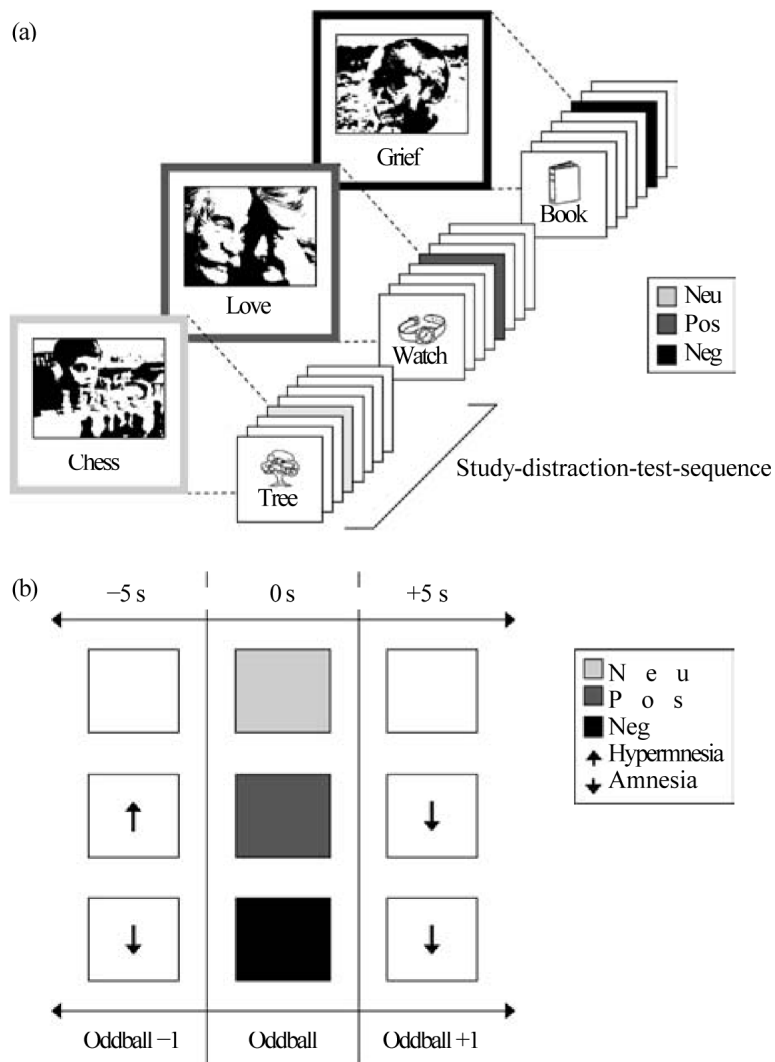 (a)
Grief
Book
Love
Watch
Neu
Pos
Neg
Chess
Tree
Study-distraction-test-sequence
(b)
−5 s
0 s
+5 s
N e u
P o s
Neg
Hypermnesia
Amnesia
Oddball −1
Oddball
Oddball +1